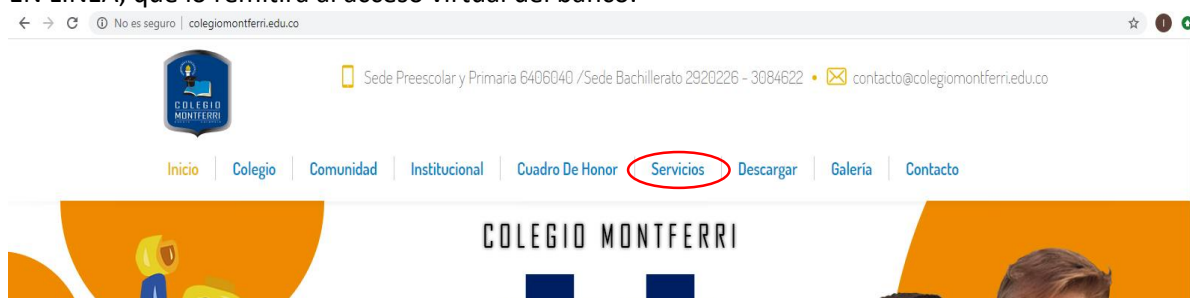 EN LINEA, que lo remitirá al acceso virtual del banco.
No es seguro | colegiomontferri.edu.co
Sede Preescolar y Primaria 6406040 /Sede Bachillerato 2920226 - 3084622 • contacto@colegiomontferri.edu.co
COLEGIO
MONTFERRI
Inicio Colegio Comunidad Institucional Cuadro De Honor Servicios Descargar Galería Contacto
COLEGIO MONTFERRI